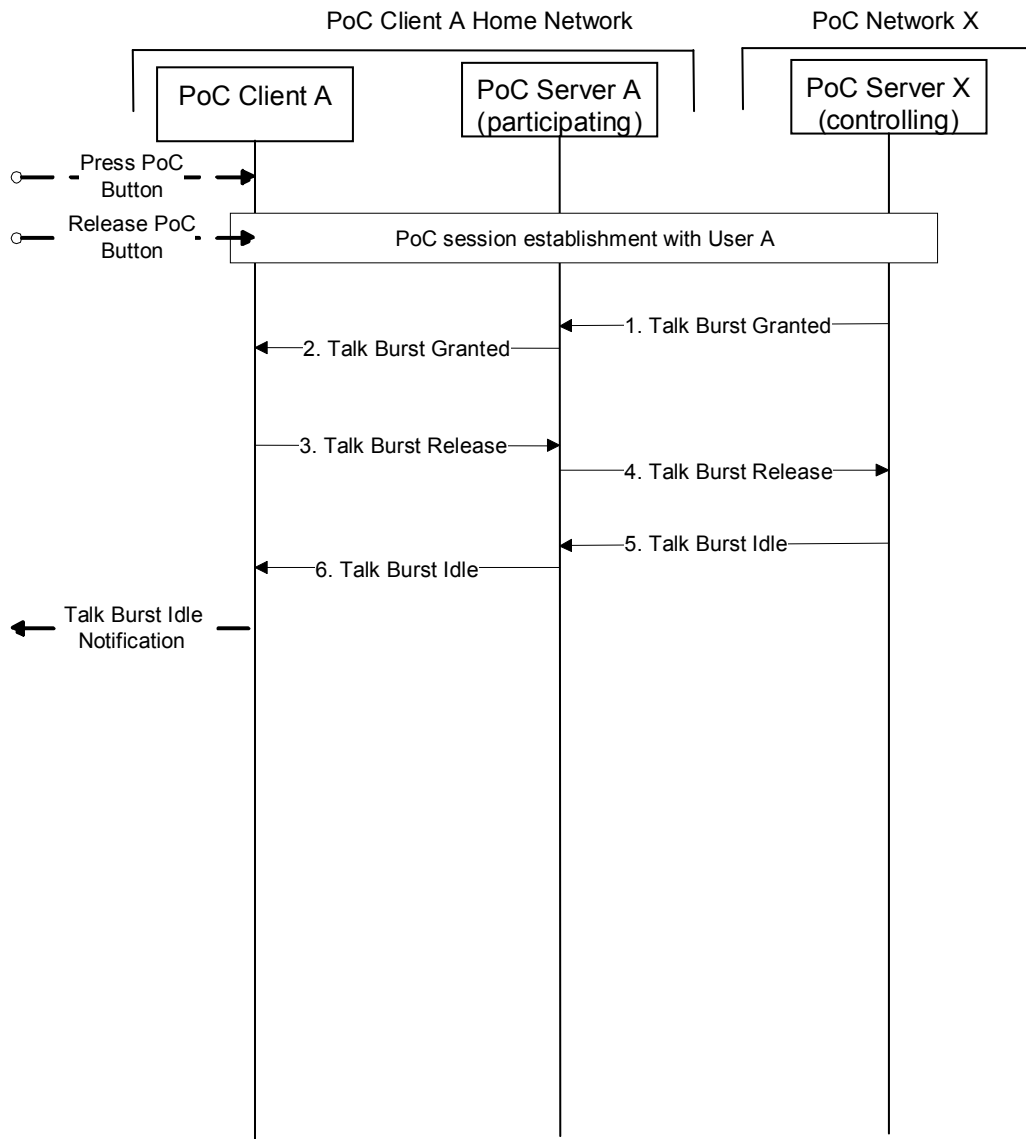 PoC Client A Home Network
PoC Network X
PoC Client A
PoC Server A
(participating)
PoC Server X
(controlling)
Press PoC
Button
Release PoC
Button
PoC session establishment with User A
1. Talk Burst Granted
2. Talk Burst Granted
3. Talk Burst Release
4. Talk Burst Release
5. Talk Burst Idle
6. Talk Burst Idle
Talk Burst Idle
Notification